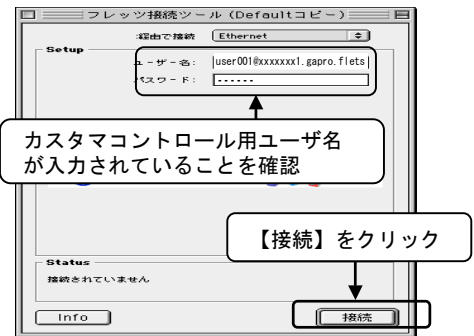 フレッツ接続ツール (Defaultコピー)
経由で接続 Ethernet
Setup
ユーザー名: user001@xxxxxxx1.gapro.flets
パスワード: ••••••
カスタマコントロール用ユーザ名
が入力されていることを確認
【接続】をクリック
Status
接続されていません
Info
接続